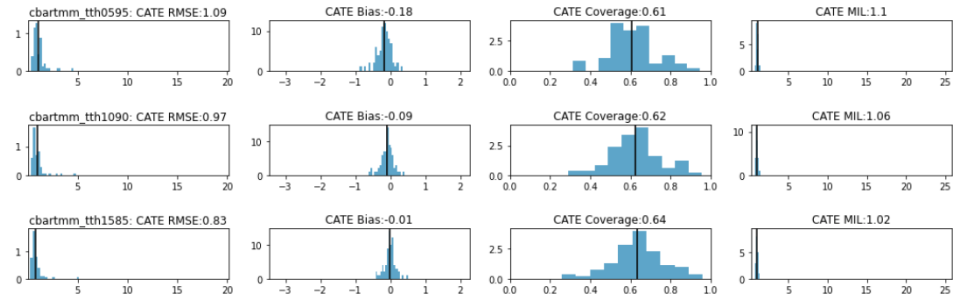 cbartmm_tth0595: CATE RMSE:1.09 CATE Bias:-0.18 CATE Coverage:0.61 CATE MIL:1.1
1 2.5 5
10
0 0 0.0 0
0 5 10 15 20 −3 −2 −1 0 1 2 0.0 0.2 0.4 0.6 0.8 1.0 5 10 15 20 25
cbartmm_tth1090: CATE RMSE:0.97 CATE Bias:-0.09 CATE Coverage:0.62 CATE MIL:1.06
1 10 2.5 10
0 0 0.0 0
0 5 10 15 20 −3 −2 −1 0 1 2 0.0 0.2 0.4 0.6 0.8 1.0 5 10 15 20 25
cbartmm_tth1585: CATE RMSE:0.83 CATE Bias:-0.01 CATE Coverage:0.64 CATE MIL:1.02
1 10 2.5 5
0 0 0.0 0
0 5 10 15 20 −3 −2 −1 0 1 2 0.0 0.2 0.4 0.6 0.8 1.0 5 10 15 20 25